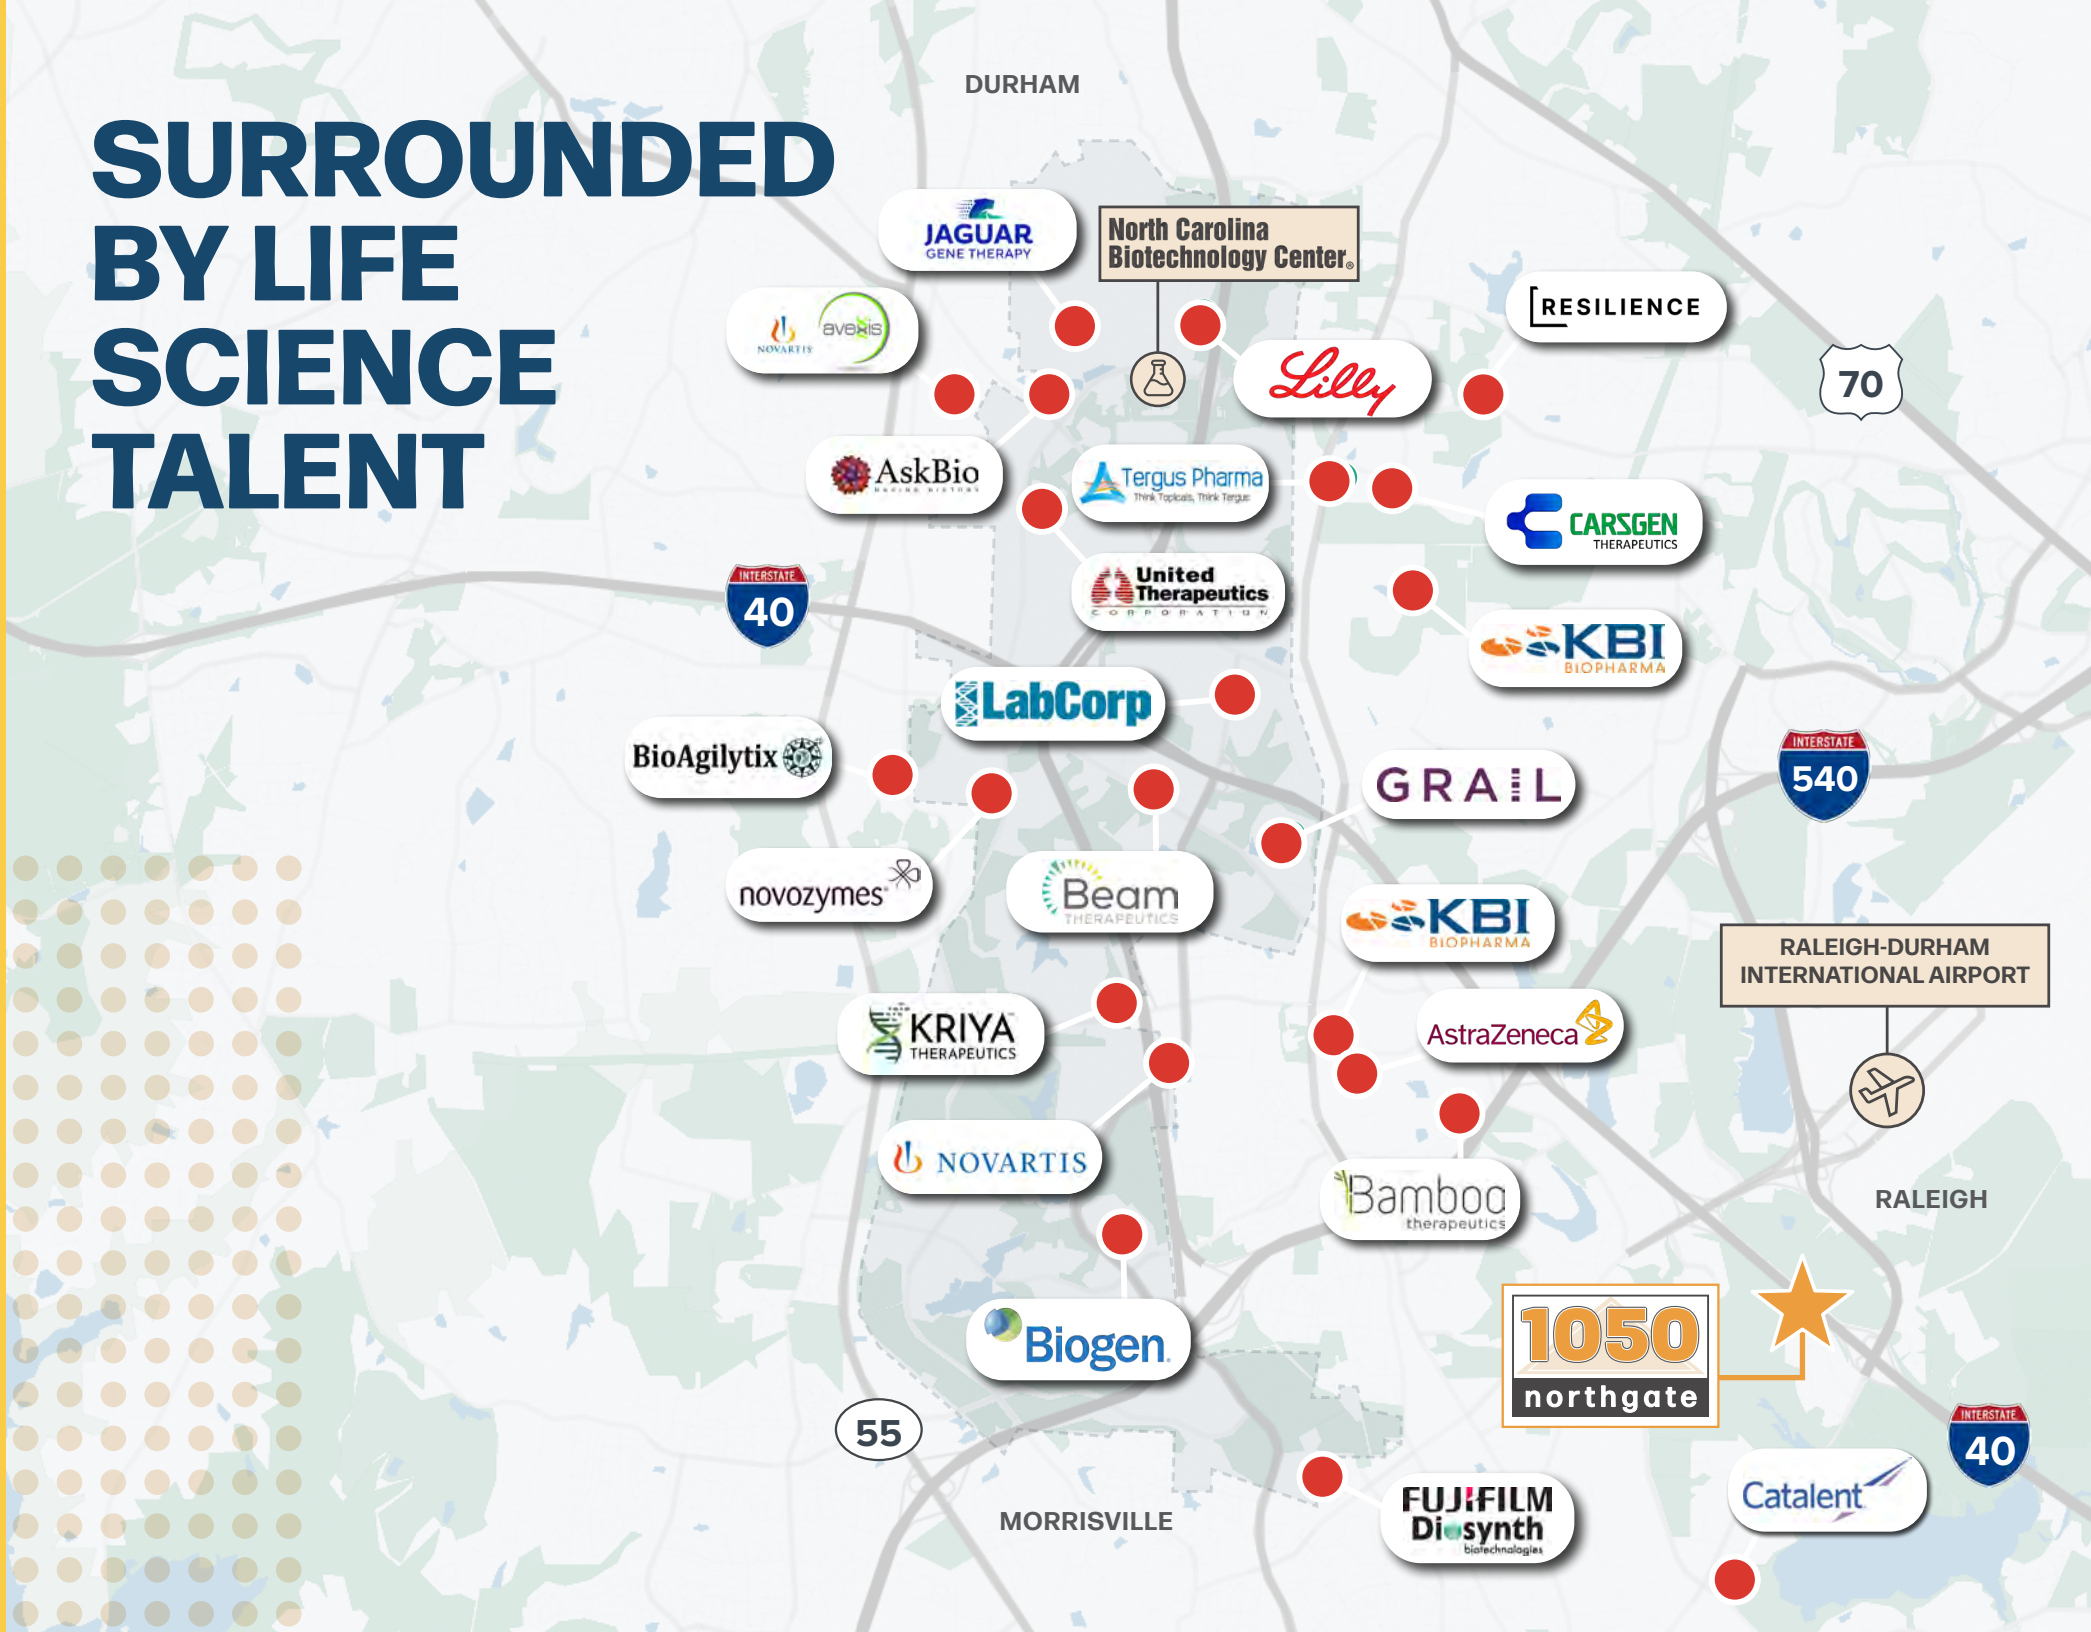 SURROUNDED
BY LIFE
SCIENCE
TALENT
DURHAM
JAGUAR
GENE THERAPY
North Carolina
Biotechnology Center®
NOVARTIS
avexis
RESILIENCE
Lilly
70
AskBio
Tergus Pharma
Think Topicals, Think Tergus
CARSGEN
THERAPEUTICS
INTERSTATE
40
United
Therapeutics
CORPORATION
KBI
BIOPHARMA
LabCorp
BioAgilytix
INTERSTATE
540
GRAIL
novozymes
Beam
THERAPEUTICS
KBI
BIOPHARMA
RALEIGH-DURHAM
INTERNATIONAL AIRPORT
KRIYA
THERAPEUTICS
AstraZeneca
NOVARTIS
Bamboo
therapeutics
RALEIGH
Biogen
1050
northgate
55
INTERSTATE
40
MORRISVILLE
FUJIFILM
Diosynth
biotechnologies
Catalent